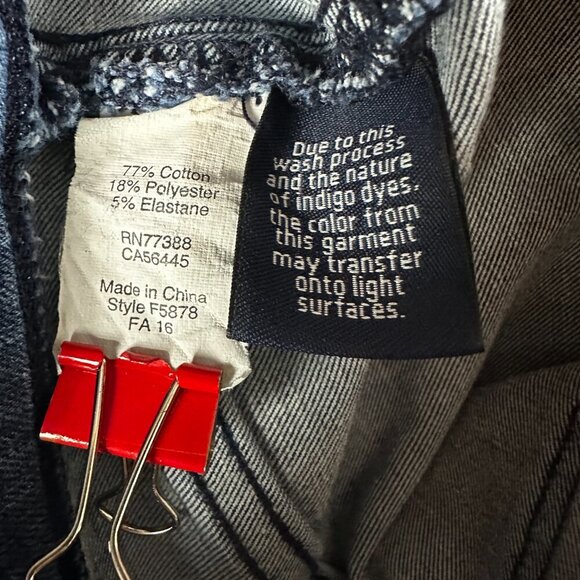 77% Cotton
18% Polyester
5% Elastane
RN77388
CA56445
Made in China
Style F5878
FA 16
Due to this
wash process
and the nature
of indigo dyes,
the color from
this garment
may transfer
onto light
surfaces.